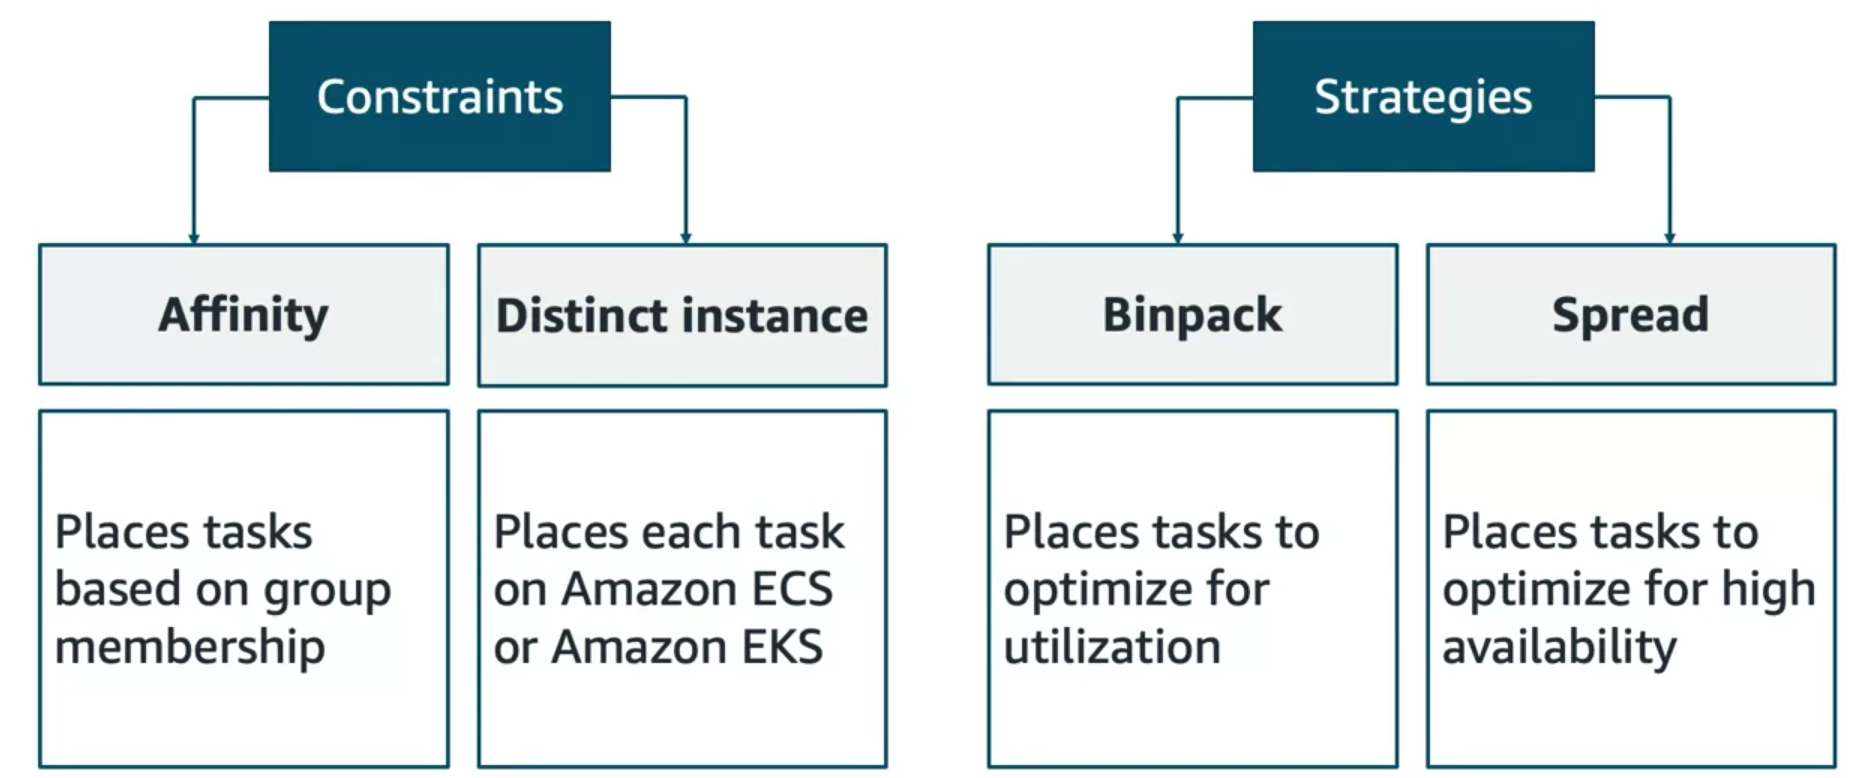 Constraints
Strategies
Affinity
Distinct instance
Binpack
Spread
Places tasks
based on group
membership
Places each task
on Amazon ECS
or Amazon EKS
Places tasks to
optimize for
utilization
Places tasks to
optimize for high
availability